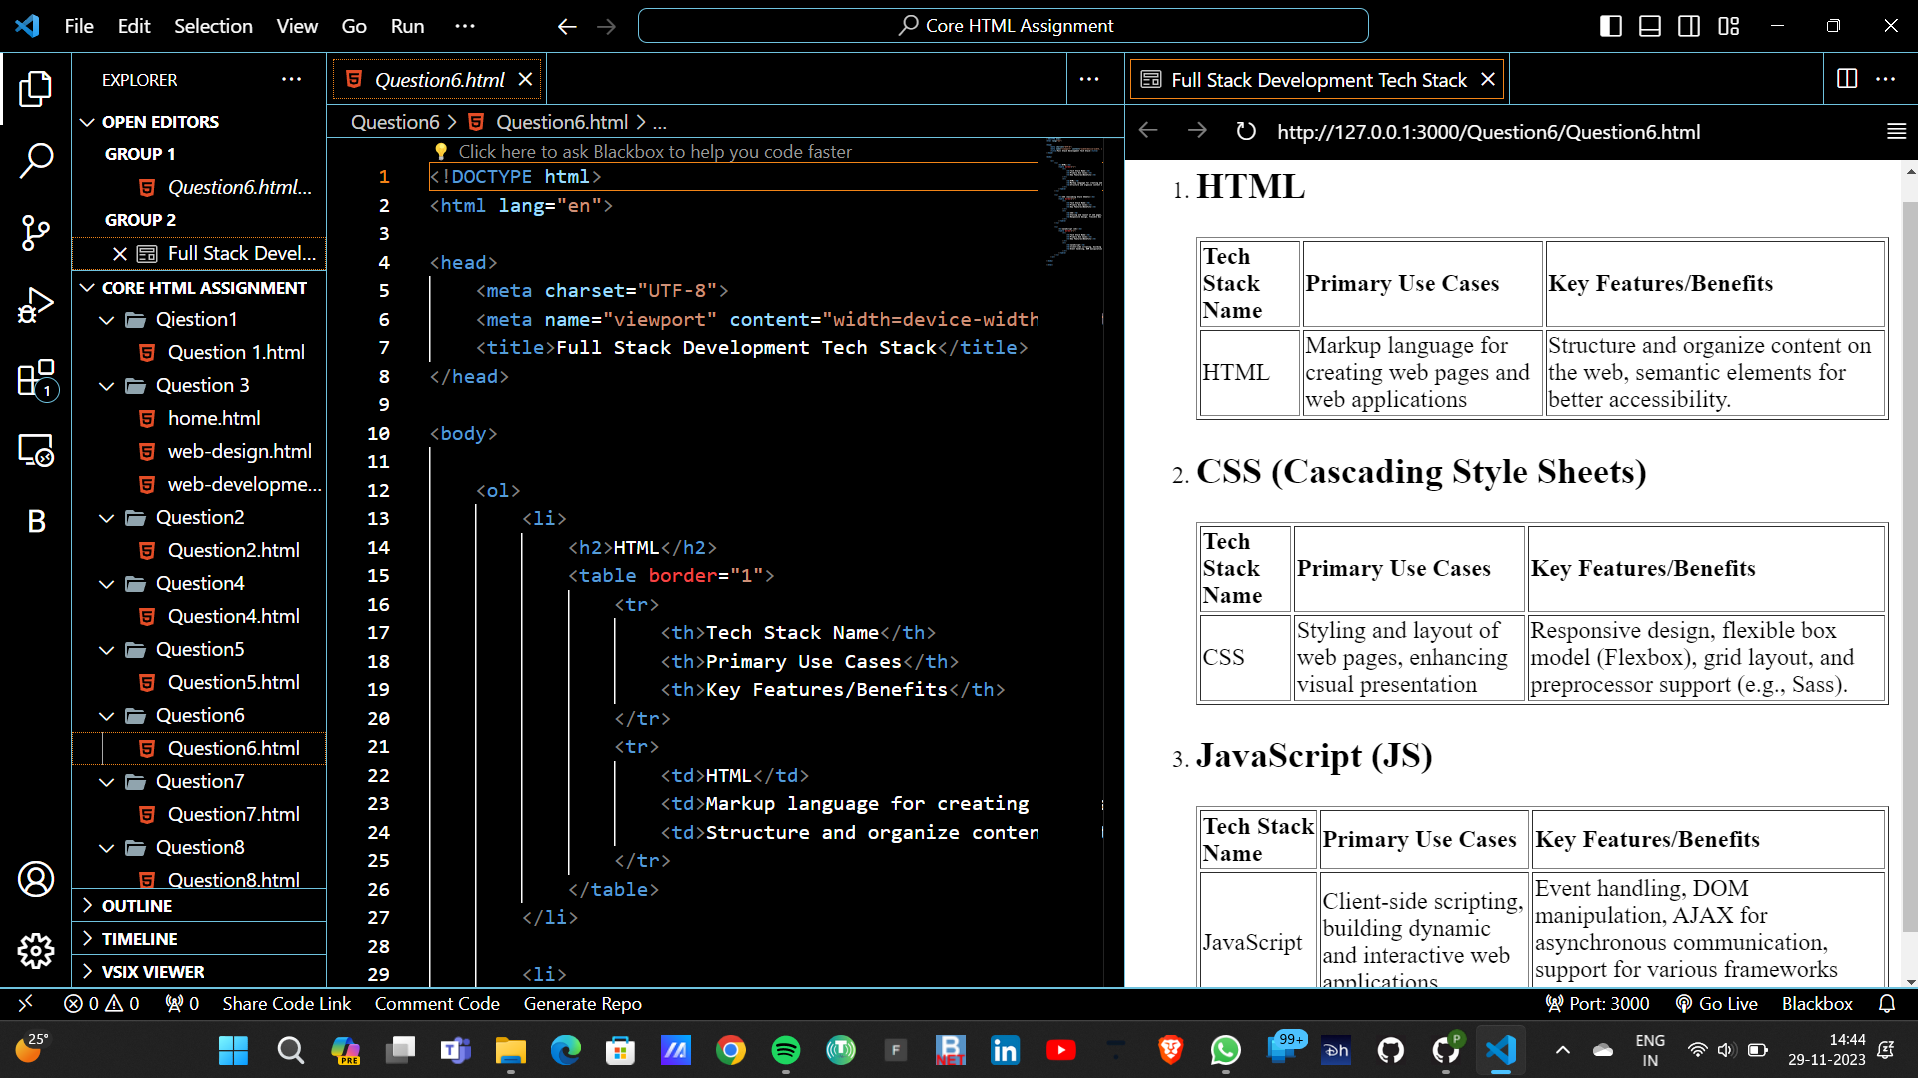 File Edit Selection View Go Run ···
Core HTML Assignment
EXPLORER
OPEN EDITORS
GROUP 1
Question6.html...
GROUP 2
Full Stack Devel...
CORE HTML ASSIGNMENT
Qiestion1
Question 1.html
Question 3
home.html
web-design.html
web-developme...
Question2
Question2.html
Question4
Question4.html
Question5
Question5.html
Question6
Question6.html
Question7
Question7.html
Question8
Question8.html
OUTLINE
TIMELINE
VSIX VIEWER
1
B
Question6.html
Question6 > Question6.html > ...
Click here to ask Blackbox to help you code faster
1 <!DOCTYPE html>
2 <html lang="en">
3
4 <head>
5 <meta charset="UTF-8">
6 <meta name="viewport" content="width=device-width
7 <title>Full Stack Development Tech Stack</title>
8 </head>
9
10 <body>
11
12 <ol>
13 <li>
14 <h2>HTML</h2>
15 <table border="1">
16 <tr>
17 <th>Tech Stack Name</th>
18 <th>Primary Use Cases</th>
19 <th>Key Features/Benefits</th>
20 </tr>
21 <tr>
22 <td>HTML</td>
23 <td>Markup language for creating
24 <td>Structure and organize conten
25 </tr>
26 </table>
27 </li>
28
29 <li>
Full Stack Development Tech Stack
http://127.0.0.1:3000/Question6/Question6.html
1. HTML
Tech
Stack
Name
Primary Use Cases
Key Features/Benefits
HTML
Markup language for
creating web pages and
web applications
Structure and organize content on
the web, semantic elements for
better accessibility.
2. CSS (Cascading Style Sheets)
Tech
Stack
Name
Primary Use Cases
Key Features/Benefits
CSS
Styling and layout of
web pages, enhancing
visual presentation
Responsive design, flexible box
model (Flexbox), grid layout, and
preprocessor support (e.g., Sass).
3. JavaScript (JS)
Tech Stack
Name
Primary Use Cases
Key Features/Benefits
JavaScript
Client-side scripting,
building dynamic
and interactive web
applications
Event handling, DOM
manipulation, AJAX for
asynchronous communication,
support for various frameworks
0 0 0 Share Code Link Comment Code Generate Repo
Port: 3000 Go Live Blackbox
25°
PRE
F
B
NET
in
99+
Dh
P
ENG
IN
14:44
29-11-2023